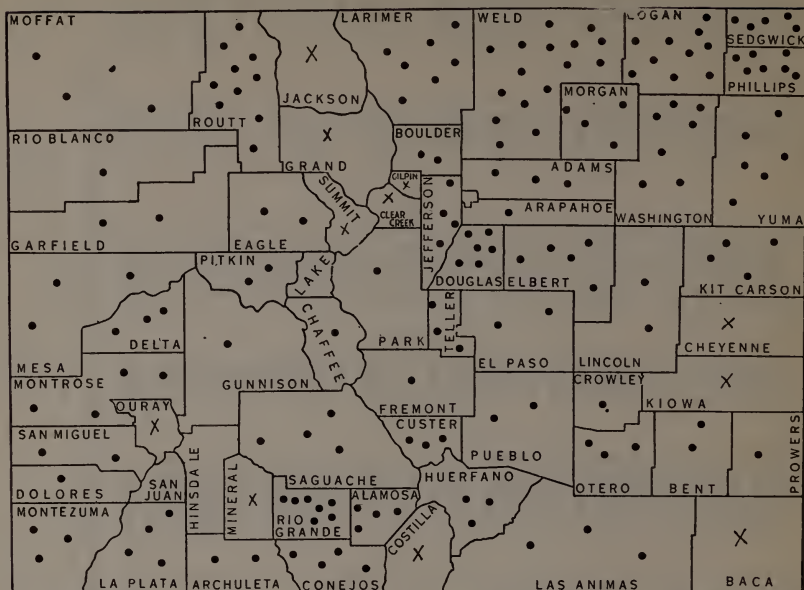 MOFFAT
LARIMER
WELD
LOGAN
SEDGWICK
PHILLIPS
X
JACKSON
MORGAN
ROUTT
RIO BLANCO
BOULDER
X
GRAND
GILPIN
X
ADAMS
SUMMIT
X
X
CLEAR CREEK
JEFFERSON
ARAPAHOE
WASHINGTON
YUMA
GARFIELD
EAGLE
PITKIN
LAKE
DOUGLAS
ELBERT
KIT CARSON
CHAFFEE
TELLER
X
DELTA
PARK
CHEYENNE
MESA
EL PASO
LINCOLN
MONTROSE
GUNNISON
CROWLEY
X
OURAY
X
FREMONT
KIOWA
SAN MIGUEL
CUSTER
PROWERS
HINSDALE
PUEBLO
SAGUACHE
HUERFANO
OTERO
BENT
DOLORES
SAN JUAN
MINERAL
X
ALAMOSA
MONTEZUMA
RIO GRANDE
COSTILLA
X
X
LA PLATA
ARCHULETA
CONEJOS
LAS ANIMAS
BACA